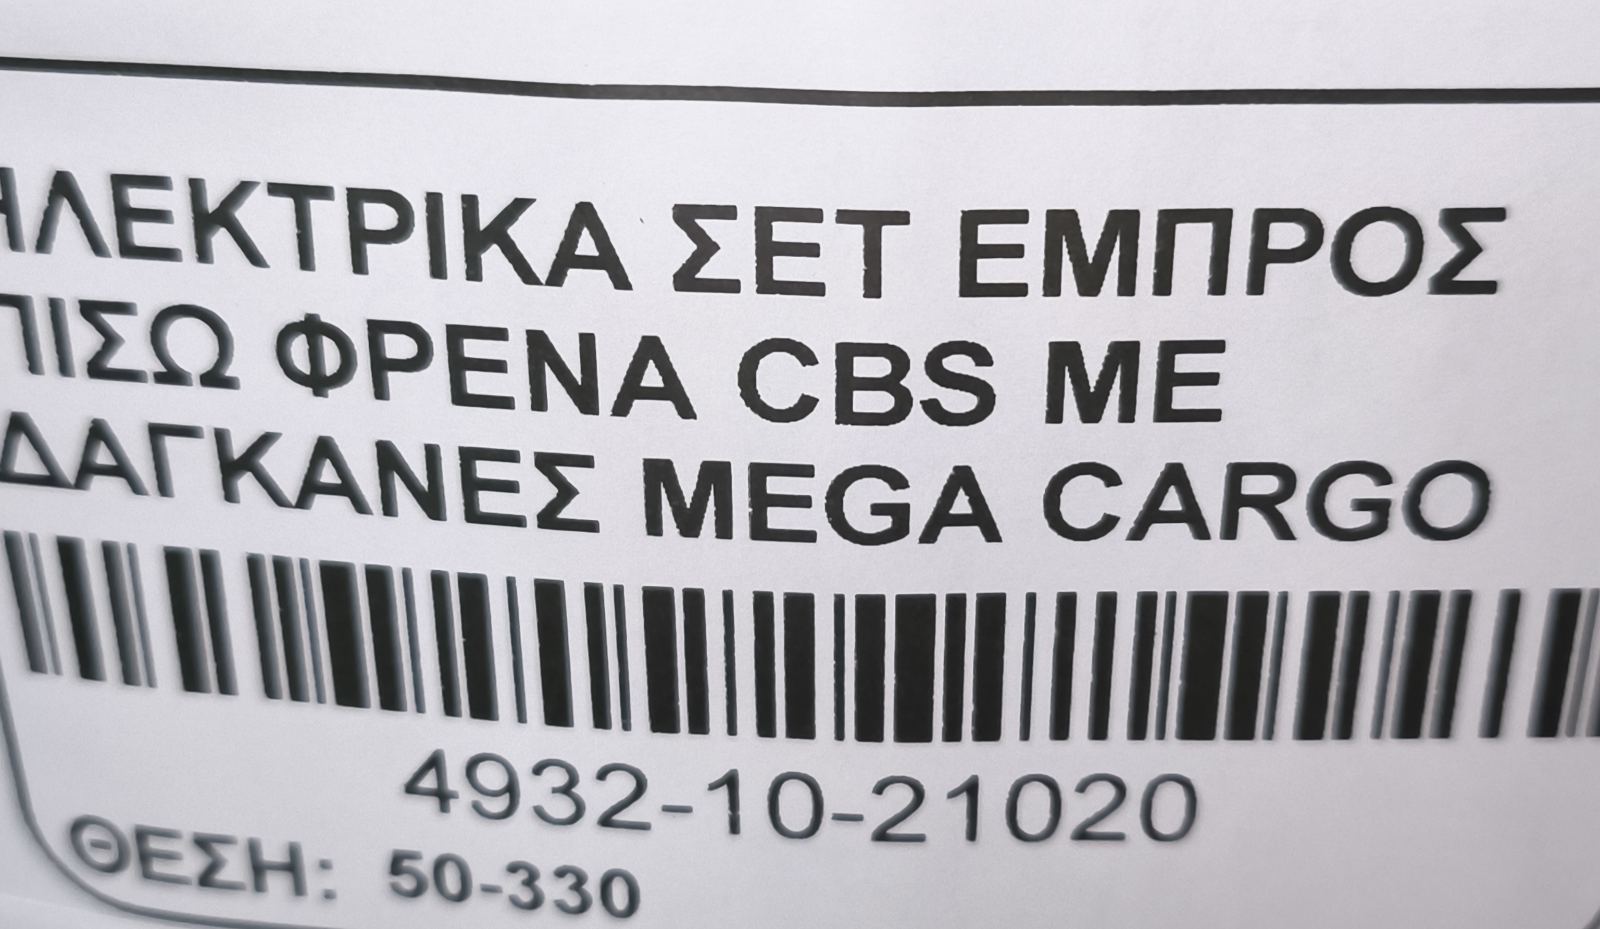 ΗΛΕΚΤΡΙΚΑ ΣΕΤ ΕΜΠΡΟΣ
ΠΙΣΩ ΦΡΕΝΑ CBS ΜΕ
ΔΑΓΚΑΝΕΣ MEGA CARGO
4932-10-21020
ΘΕΣΗ: 50-330